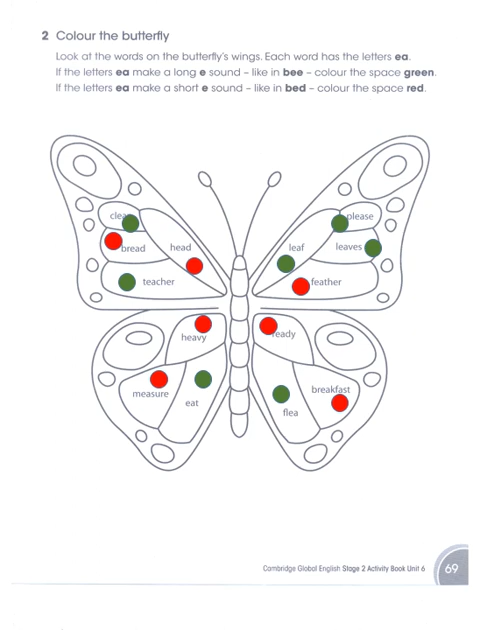 2 Colour the butterfly
Look at the words on the butterfly's wings. Each word has the letters ea.
If the letters ea make a long e sound – like in bee – colour the space green.
If the letters ea make a short e sound – like in bed – colour the space red.
please
bread
head
leaf
leaves
teacher
feather
heavy
ready
measure
eat
breakfast
flea
Cambridge Global English Stage 2 Activity Book Unit 6
69